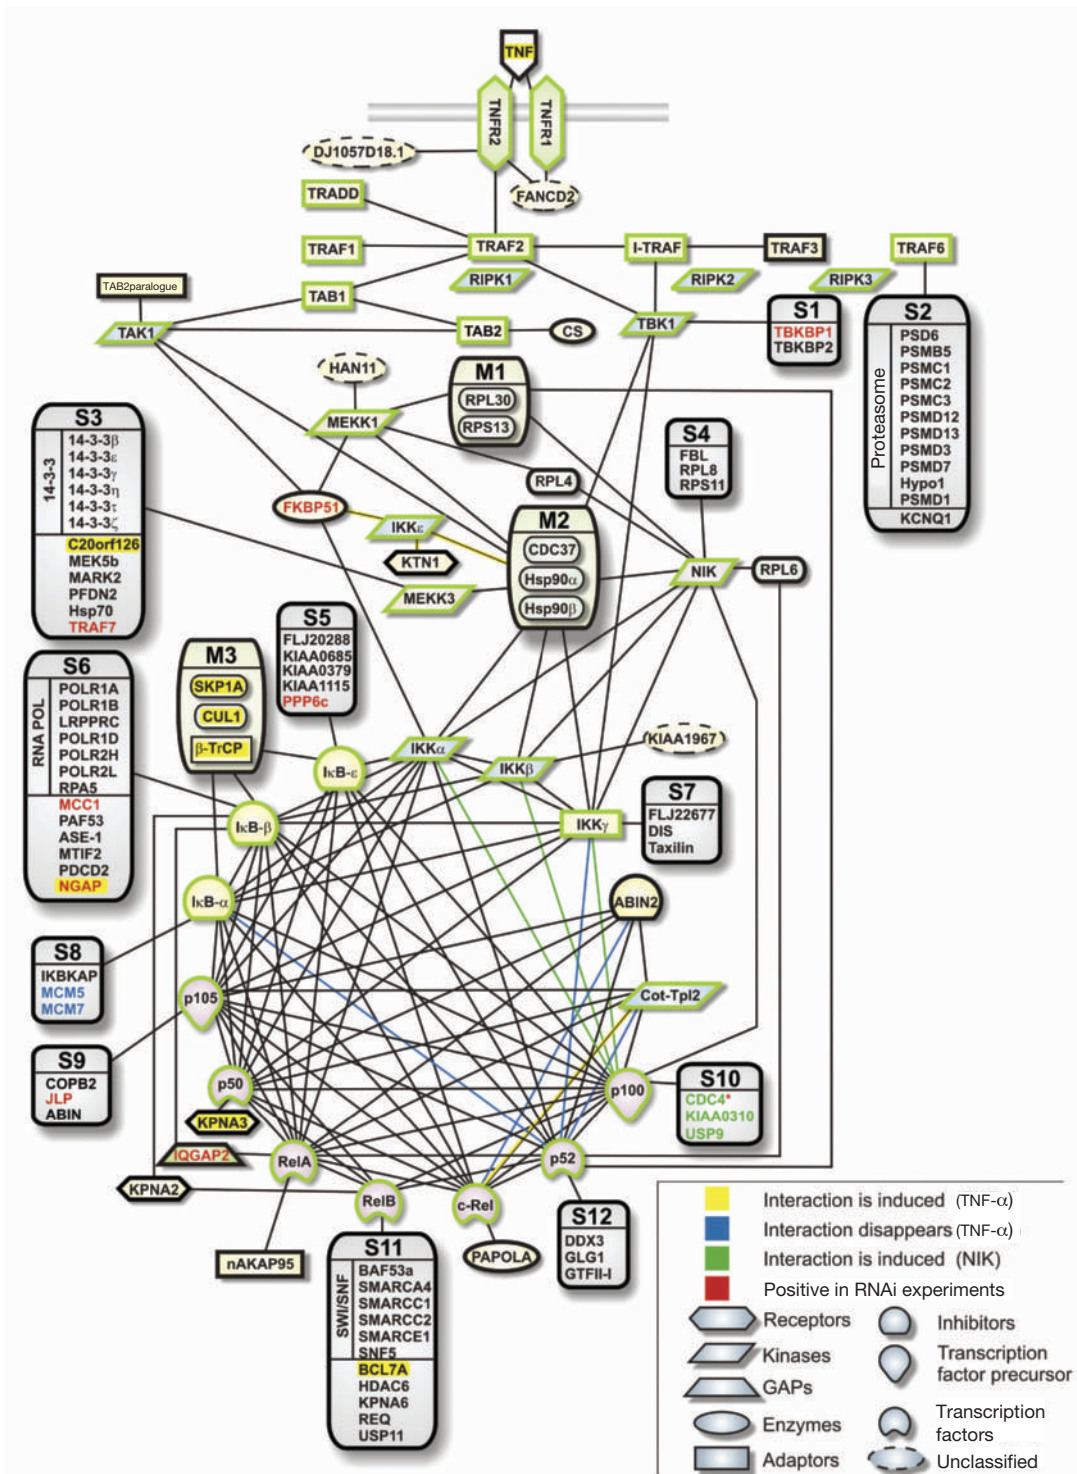 TNF
TNFR2
TNFR1
DJ1057D18.1
FANCD2
TRADD
TRAF1
TRAF2
I-TRAF
TRAF3
TRAF6
RIPK1
RIPK2
RIPK3
TAB2paralogue
TAB1
TAK1
TAB2
CS
TBK1
S1
TBKBP1
TBKBP2
S2
Proteasome
PSD6
PSMB5
PSMC1
PSMC2
PSMC3
PSMD12
PSMD13
PSMD3
PSMD7
Hypo1
PSMD1
KCNQ1
HAN11
M1
RPL30
RPS13
MEKK1
S3
14-3-3
14-3-3β
14-3-3ε
14-3-3γ
14-3-3η
14-3-3τ
14-3-3ζ
C20orf126
MEK5b
MARK2
PFDN2
Hsp70
TRAF7
S4
FBL
RPL8
RPS11
RPL4
FKBP51
IKKε
KTN1
MEKK3
M2
CDC37
Hsp90α
Hsp90β
NIK
RPL6
S5
FLJ20288
KIAA0685
KIAA0379
KIAA1115
PPP6c
M3
SKP1A
CUL1
β-TrCP
S6
RNA POL
POLR1A
POLR1B
LRPPRC
POLR1D
POLR2H
POLR2L
RPA5
MCC1
PAF53
ASE-1
MTIF2
PDCD2
NGAP
IκB-ε
IKKα
IKKβ
KIAA1967
IκB-β
IKKγ
S7
FLJ22677
DIS
Taxilin
IκB-α
ABIN2
S8
IKBKAP
MCM5
MCM7
p105
Cot-Tpl2
S9
COPB2
JLP
ABIN
p50
p100
KPNA3
S10
CDC4*
KIAA0310
USP9
IQGAP2
RelA
p52
KPNA2
RelB
c-Rel
nAKAP95
PAPOLA
S11
SWI/SNF
BAF53a
SMARCA4
SMARCC1
SMARCC2
SMARCE1
SNF5
BCL7A
HDAC6
KPNA6
REQ
USP11
S12
DDX3
GLG1
GTFII-I
Interaction is induced (TNF-α)
Interaction disappears (TNF-α)
Interaction is induced (NIK)
Positive in RNAi experiments
Receptors
Kinases
GAPs
Enzymes
Adaptors
Inhibitors
Transcription
factor precursor
Transcription
factors
Unclassified